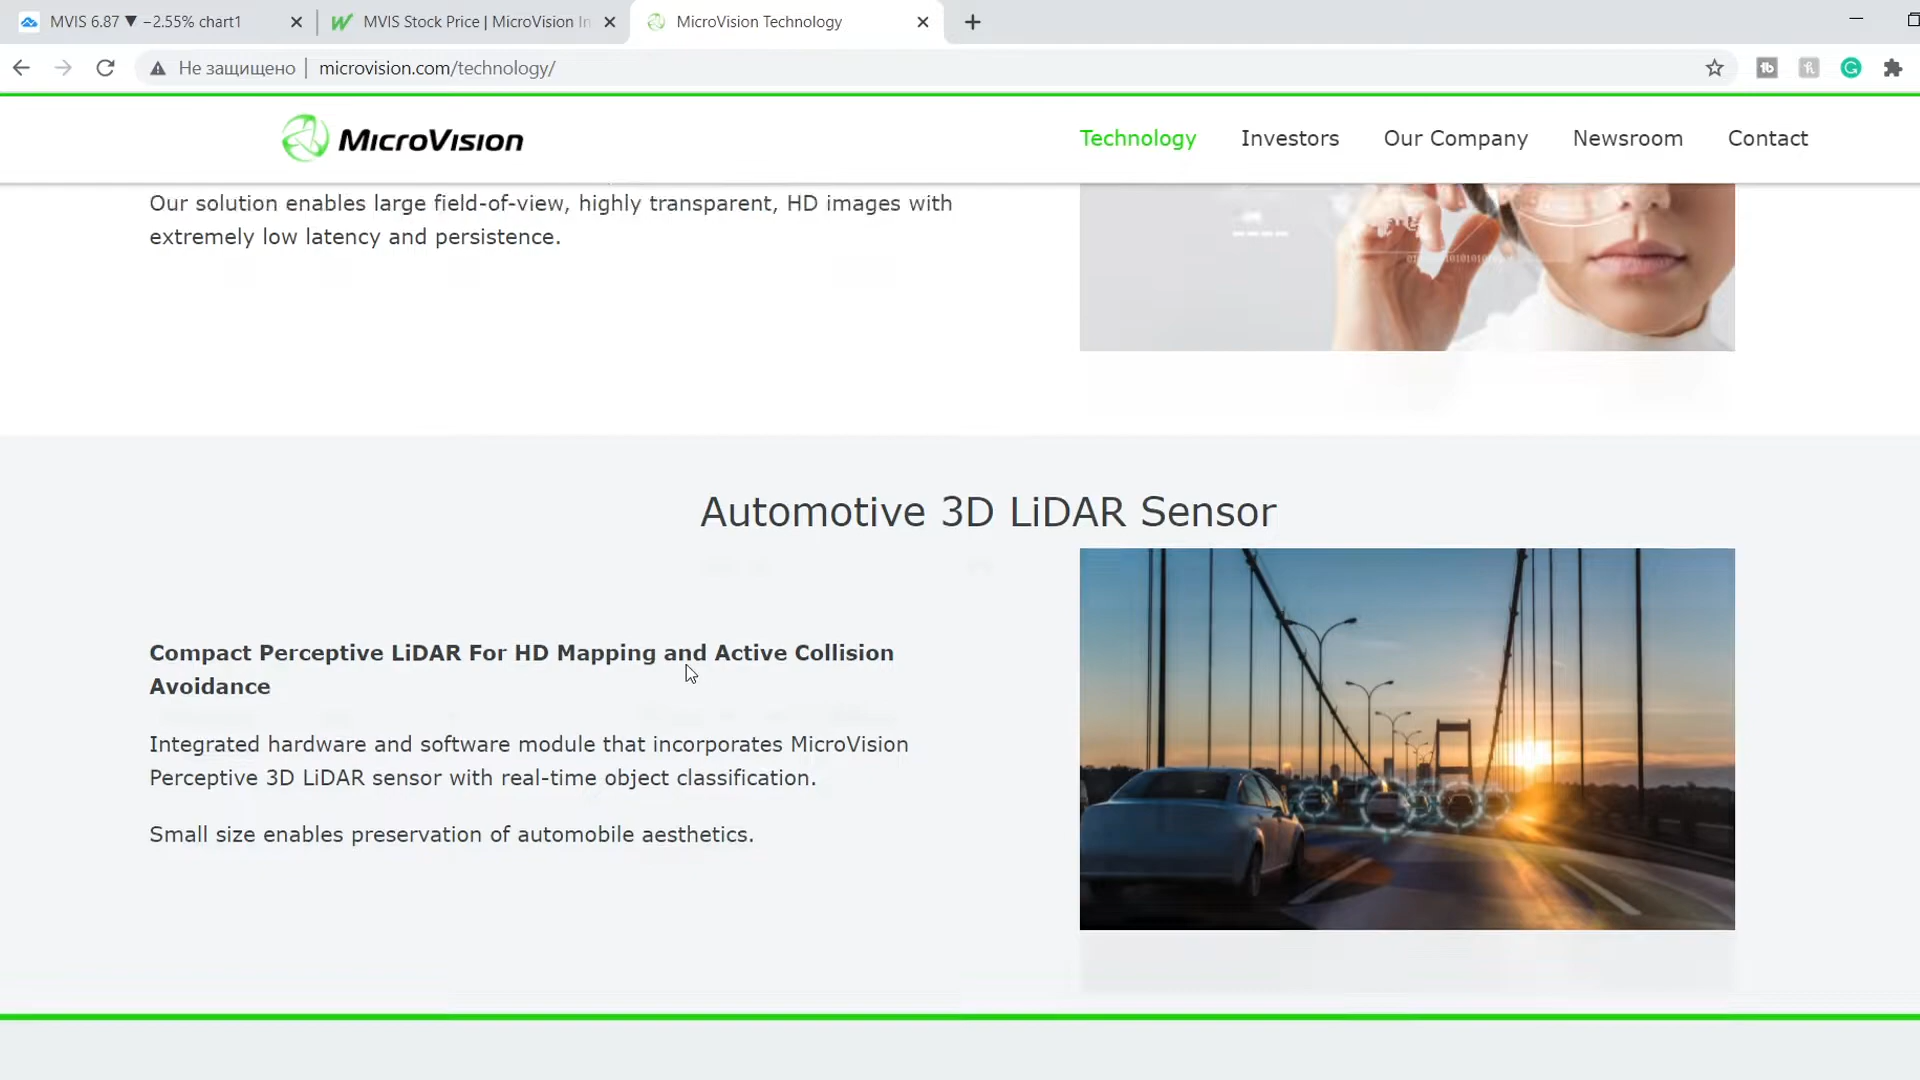 MVIS 6.87 ▼ −2.55% chart1
MVIS Stock Price | MicroVision In
MicroVision Technology
Не защищено
microvision.com/technology/
MicroVision
Technology
Investors
Our Company
Newsroom
Contact
Our solution enables large field-of-view, highly transparent, HD images with
extremely low latency and persistence.
Automotive 3D LiDAR Sensor
Compact Perceptive LiDAR For HD Mapping and Active Collision
Avoidance
Integrated hardware and software module that incorporates MicroVision
Perceptive 3D LiDAR sensor with real-time object classification.
Small size enables preservation of automobile aesthetics.